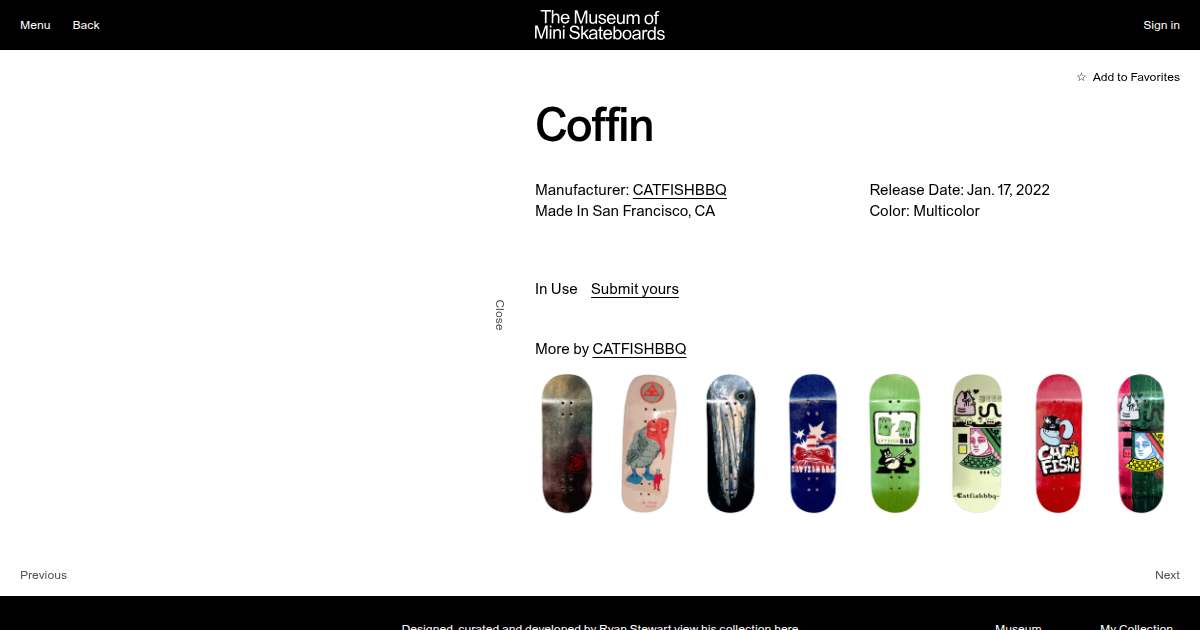 Menu
Back
The Museum of
Mini Skateboards
Sign in
☆ Add to Favorites
Coffin
Manufacturer: CATFISHBBQ
Made In San Francisco, CA
Release Date: Jan. 17, 2022
Color: Multicolor
In Use
Submit yours
Close
More by CATFISHBBQ
CATFISHBBQ
-Catfishbbq-
CAT
FISH!
Previous
Next
Designed, curated and developed by Ryan Stewart view his collection here
Museum
My Collection